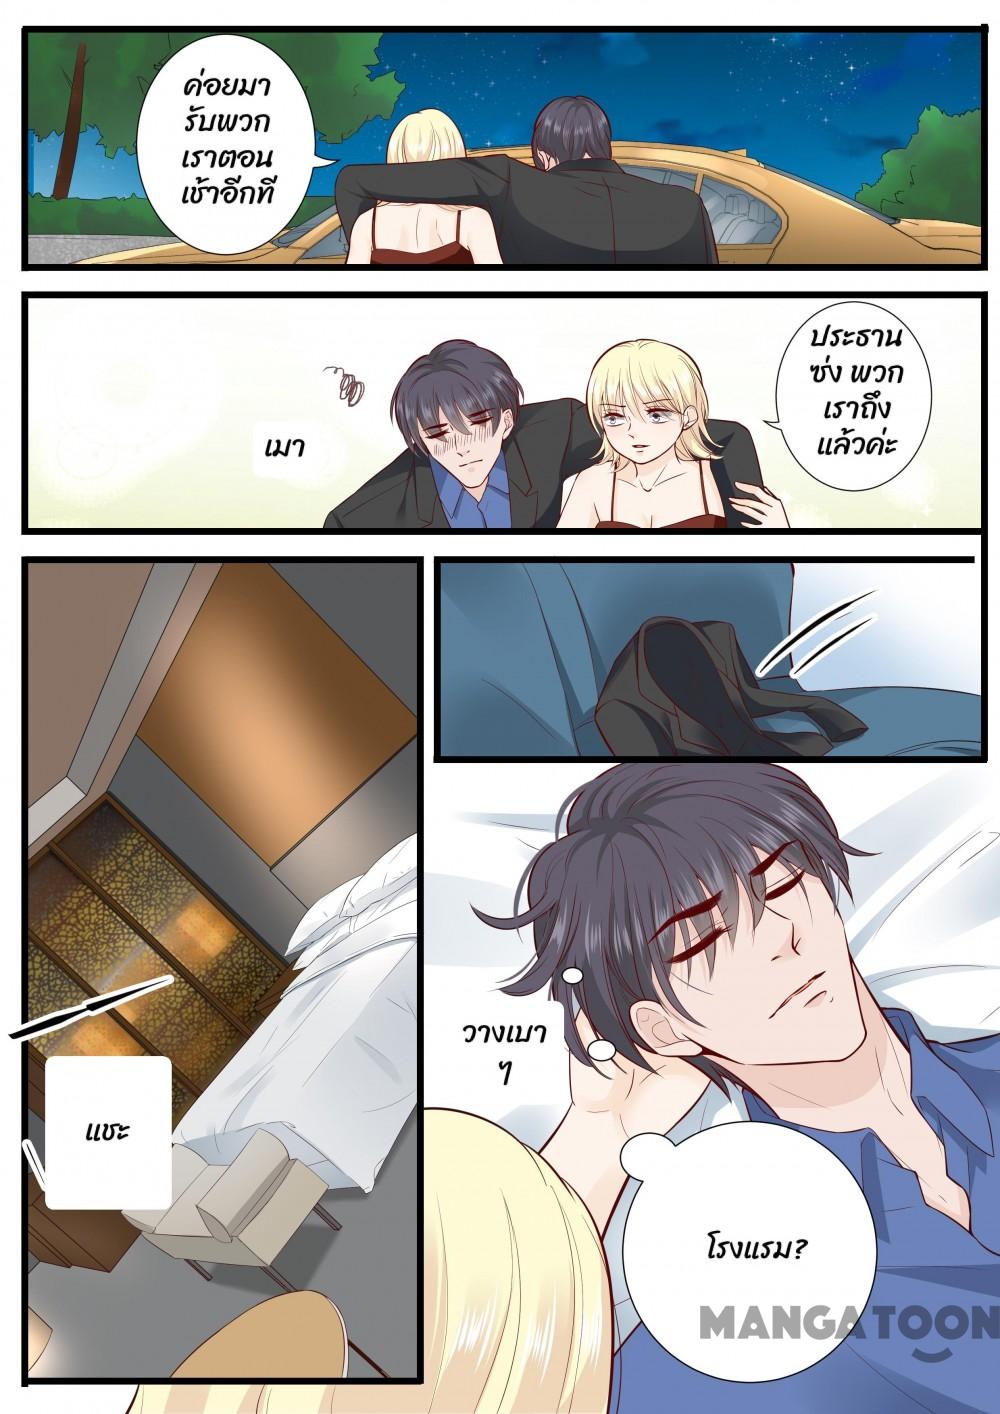 ค่อยมา
รับพวก
เราตอน
เช้าอีกที
ประธาน
ซ่ง พวก
เราถึง
แล้วค่ะ
เมา
แชะ
วางเบา
ๆ
โรงแรม?
MANGATOON